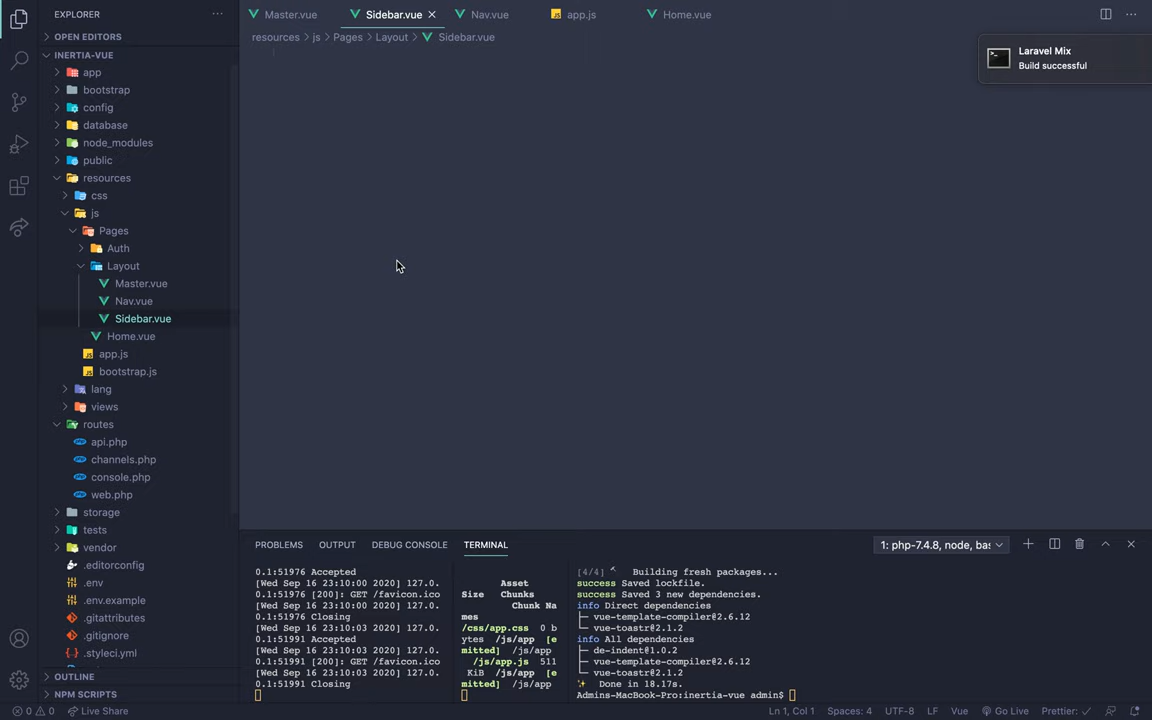 EXPLORER
Master.vue
Sidebar.vue
Nav.vue
app.js
Home.vue
OPEN EDITORS
resources > js > Pages > Layout > Sidebar.vue
INERTIA-VUE
app
bootstrap
config
database
node_modules
public
resources
css
js
Pages
Auth
Layout
Master.vue
Nav.vue
Sidebar.vue
Home.vue
app.js
bootstrap.js
lang
views
routes
api.php
channels.php
console.php
web.php
storage
tests
vendor
.editorconfig
.env
.env.example
.gitattributes
.gitignore
.styleci.yml
OUTLINE
NPM SCRIPTS
Laravel Mix
Build successful
PROBLEMS
OUTPUT
DEBUG CONSOLE
TERMINAL
1: php-7.4.8, node, bas
0.1:51976 Accepted
[Wed Sep 16 23:10:00 2020] 127.0.
0.1:51976 [200]: GET /favicon.ico
[Wed Sep 16 23:10:00 2020] 127.0.
0.1:51976 Closing
[Wed Sep 16 23:10:03 2020] 127.0.
0.1:51991 Accepted
[Wed Sep 16 23:10:03 2020] 127.0.
0.1:51991 [200]: GET /favicon.ico
[Wed Sep 16 23:10:03 2020] 127.0.
0.1:51991 Closing
Asset
Size Chunks
Chunk Na
mes
/css/app.css 0 b
ytes /js/app [e
mitted] /js/app
/js/app.js 511
KiB /js/app [e
mitted] /js/app
[4/4] Building fresh packages...
success Saved lockfile.
success Saved 3 new dependencies.
info Direct dependencies
├─ vue-template-compiler@2.6.12
└─ vue-toastr@2.1.2
info All dependencies
├─ de-indent@1.0.2
├─ vue-template-compiler@2.6.12
└─ vue-toastr@2.1.2
✨ Done in 18.17s.
Admins-MacBook-Pro:inertia-vue admin$
0 0
Live Share
Ln 1, Col 1
Spaces: 4
UTF-8
LF
Vue
Go Live
Prettier: ✓